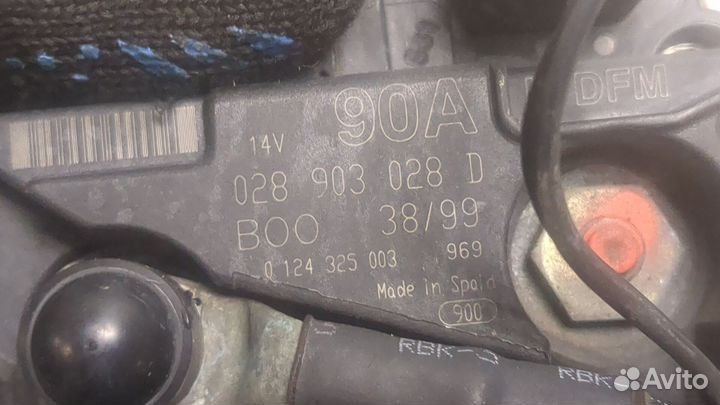 90A
DFM
14V
028 903 028 D
BOO 38/99
0 124 325 003 969
Made in Spain
900
RBK-
RBK
Avito